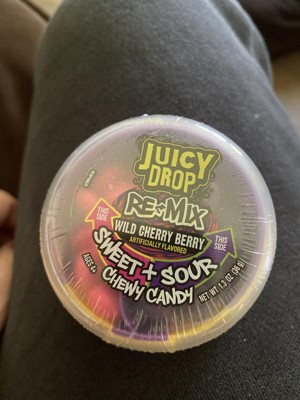 JUICY
DROP
RE-MIX
THIS
SIDE
WILD CHERRY BERRY
ARTIFICIALLY FLAVORED
THIS
SIDE
SWEET + SOUR
CHEWY CANDY
AGES 4+
NET WT. 1.3 OZ (36 g)